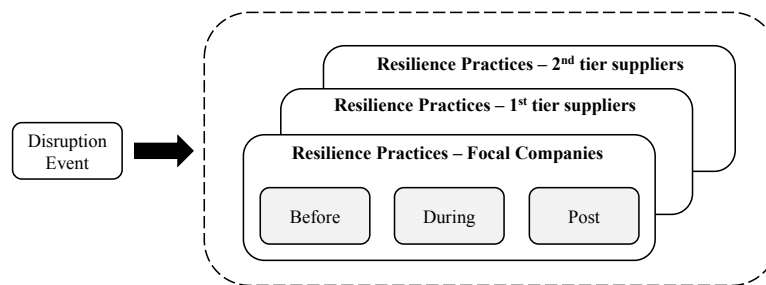 Resilience Practices – 2nd tier suppliers
Resilience Practices – 1st tier suppliers
Disruption
Event
Resilience Practices – Focal Companies
Before
During
Post